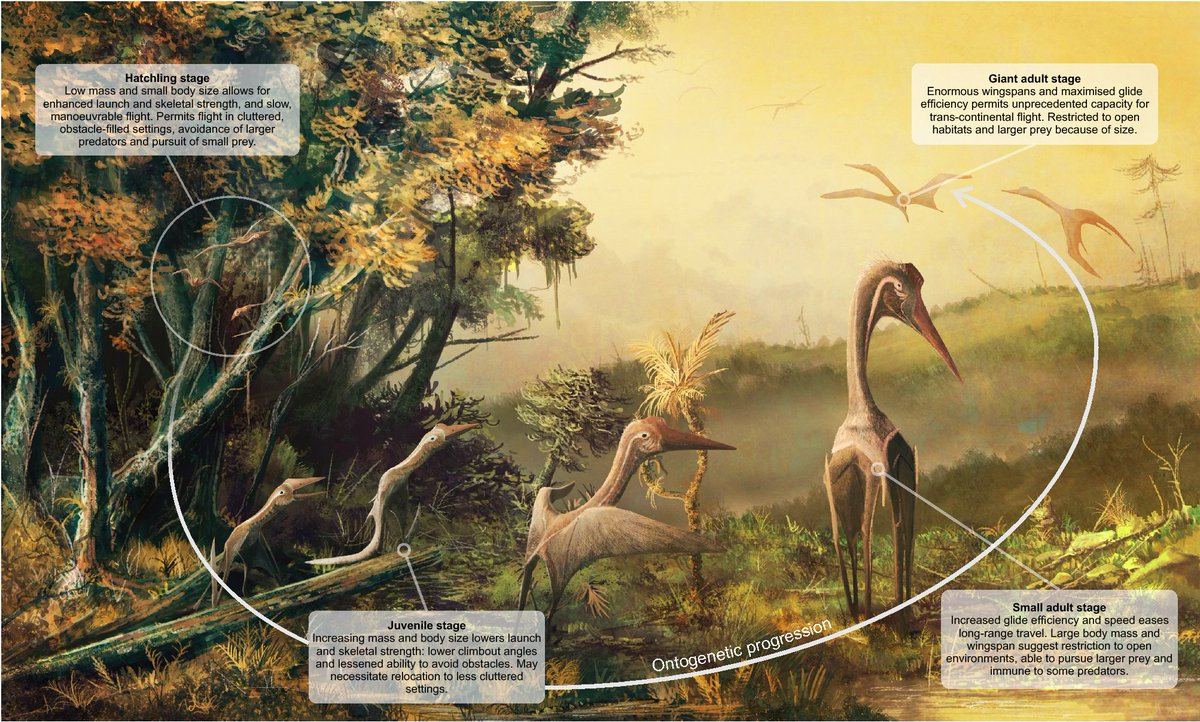 Hatchling stage
Low mass and small body size allows for
enhanced launch and skeletal strength, and slow,
manoeuvrable flight. Permits flight in cluttered,
obstacle-filled settings, avoidance of larger
predators and pursuit of small prey.
Giant adult stage
Enormous wingspans and maximised glide
efficiency permits unprecedented capacity for
trans-continental flight. Restricted to open
habitats and larger prey because of size.
Juvenile stage
Increasing mass and body size lowers launch
and skeletal strength: lower climbout angles
and lessened ability to avoid obstacles. May
necessitate relocation to less cluttered
settings.
Ontogenetic progression
Small adult stage
Increased glide efficiency and speed eases
long-range travel. Large body mass and
wingspan suggest restriction to open
environments, able to pursue larger prey and
immune to some predators.